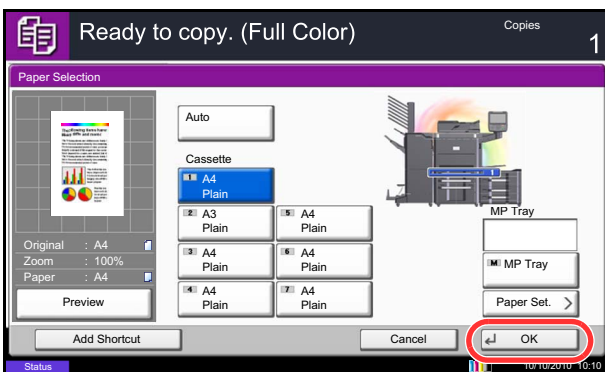 Ready to copy. (Full Color)
Copies
1
Paper Selection
Auto
Cassette
1 A4
Plain
2 A3
Plain
5 A4
Plain
3 A4
Plain
6 A4
Plain
4 A4
Plain
7 A4
Plain
Original : A4
Zoom : 100%
Paper : A4
Preview
1
MP Tray
M MP Tray
Paper Set.
Add Shortcut
Cancel
OK
Status
10/10/2010 10:10